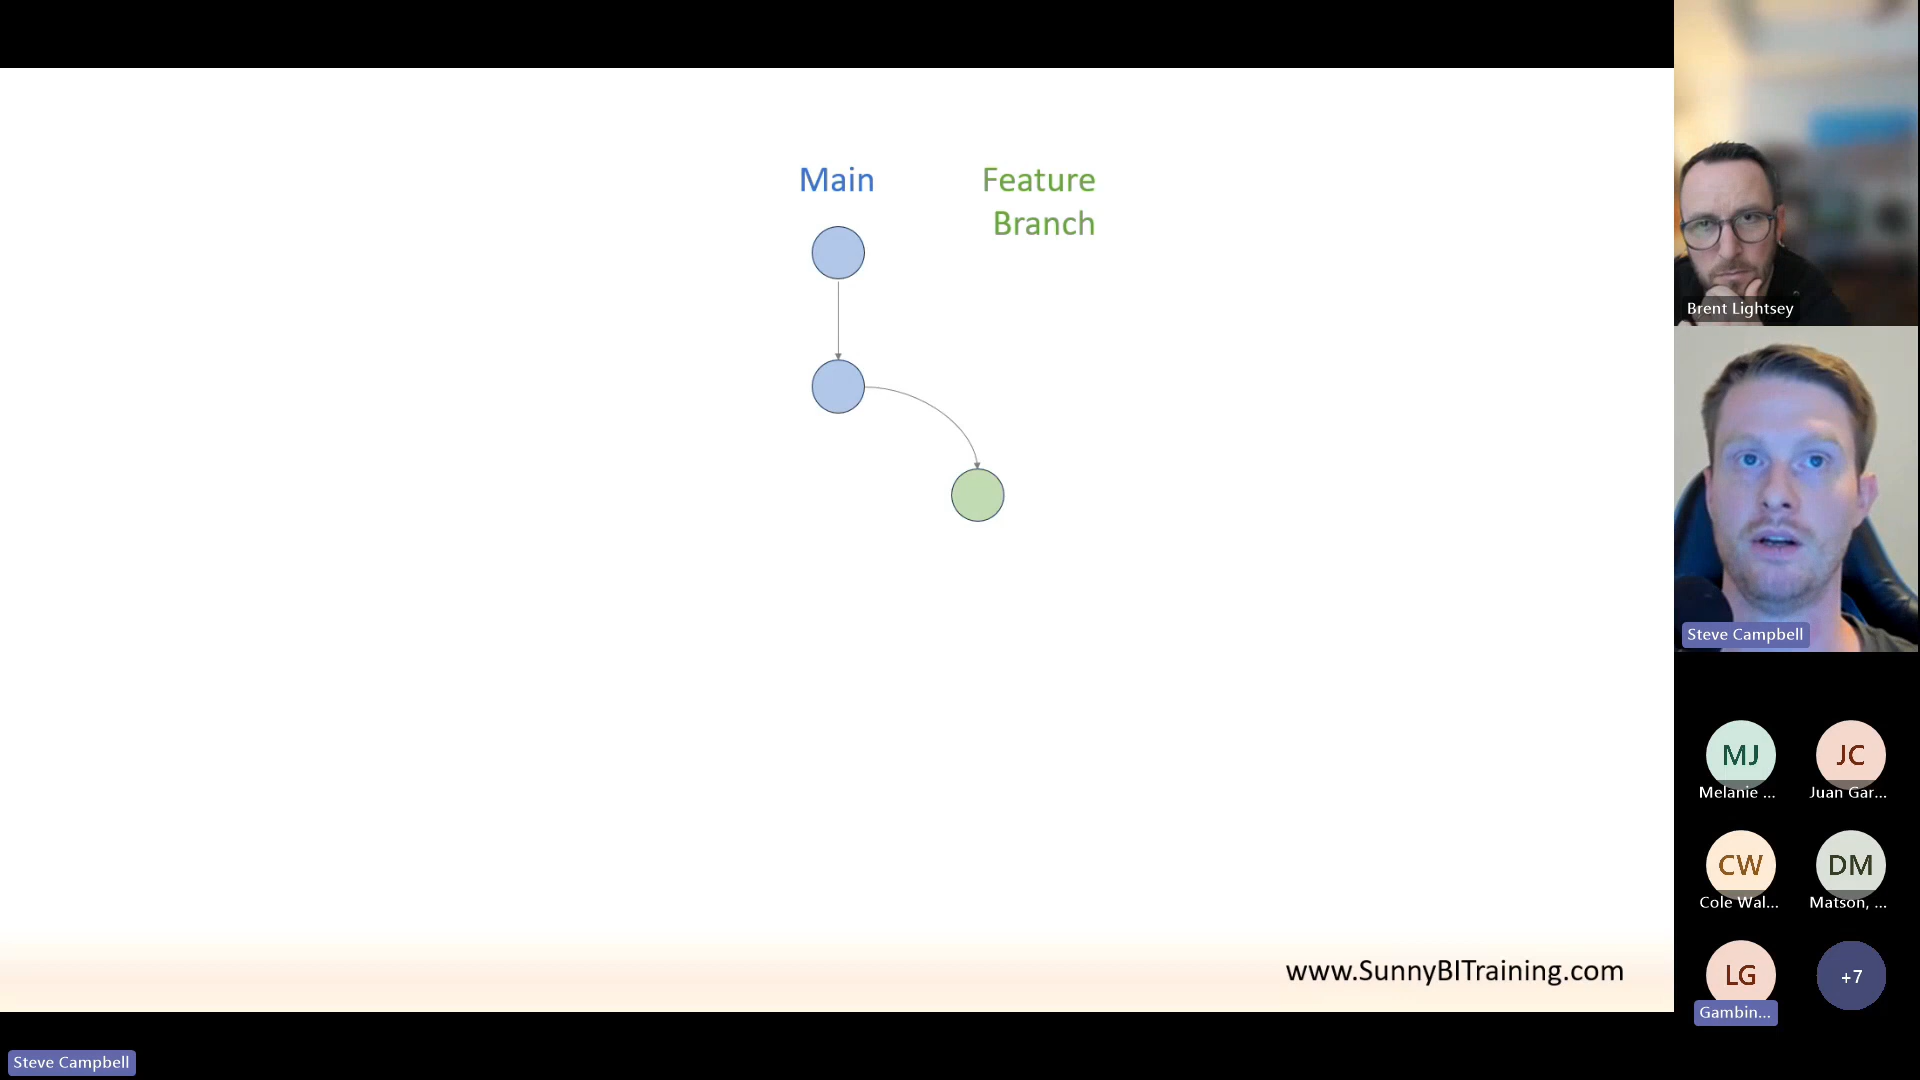 Main
Feature
Branch
www.SunnyBITraining.com
Brent Lightsey
Steve Campbell
MJ
JC
Melanie ...
Juan Gar...
CW
DM
Cole Wal...
Matson, ...
LG
+7
Gambin...
Steve Campbell